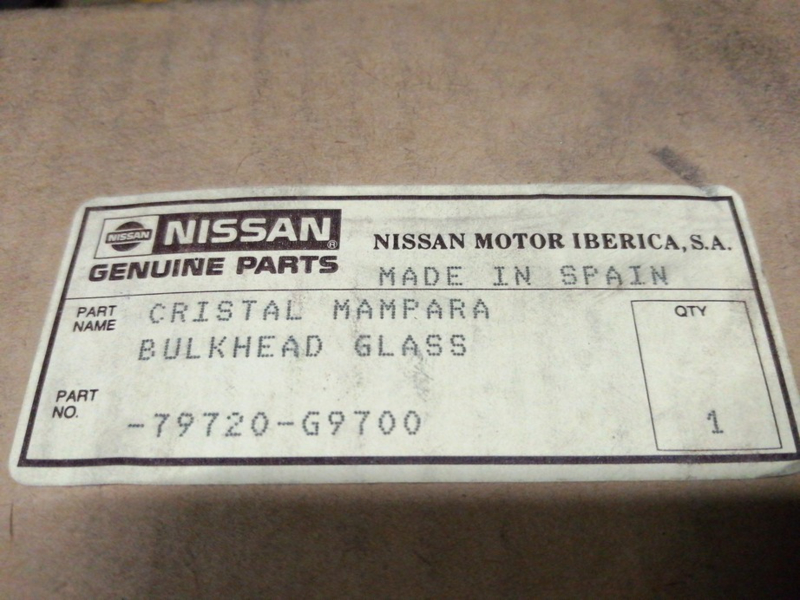 NISSAN NISSAN®
GENUINE PARTS
NISSAN MOTOR IBERICA, S.A.
MADE IN SPAIN
PART NAME
CRISTAL MAMPARA
BULKHEAD GLASS
QTY
1
PART NO.
-79720-G9700